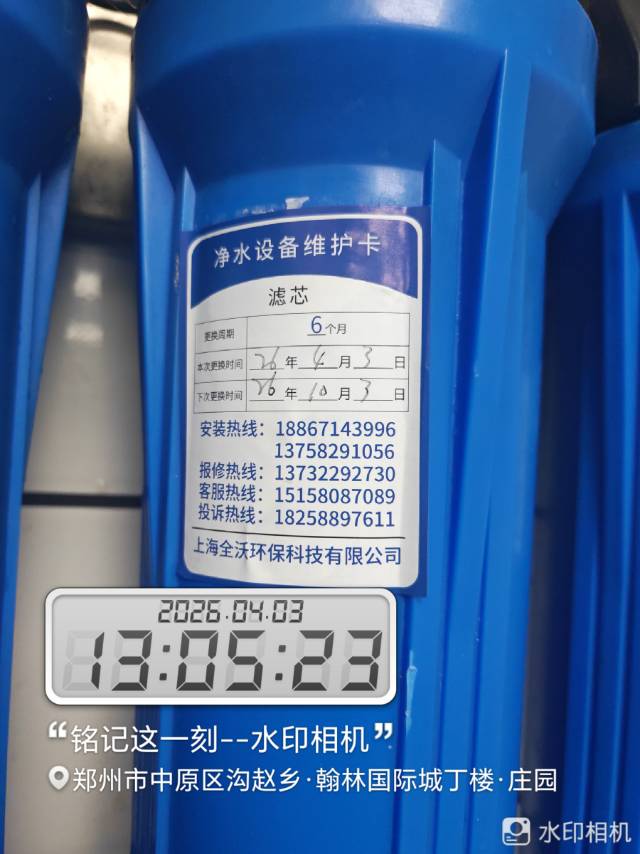 净水设备维护卡
滤芯
更换周期 6个月
本次更换时间 26年4月3日
下次更换时间 26年10月3日
安装热线：18867143996
13758291056
报修热线：13732292730
客服热线：15158087089
投诉热线：18258897611
上海全沃环保科技有限公司
2026.04.03
13:05:23
“铭记这一刻--水印相机”
郑州市中原区沟赵乡·翰林国际城丁楼·庄园
水印相机